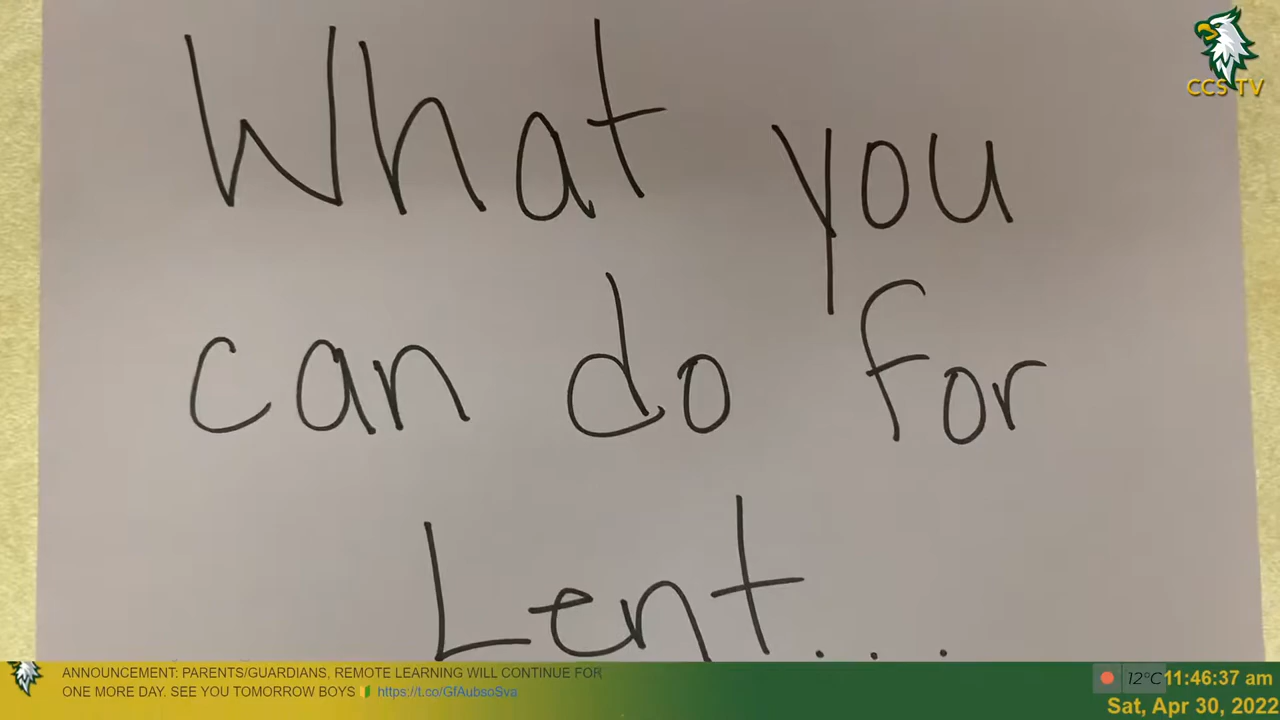 What you
can do for
Lent...
CCS TV
ANNOUNCEMENT: PARENTS/GUARDIANS, REMOTE LEARNING WILL CONTINUE FOR
ONE MORE DAY. SEE YOU TOMORROW BOYS 🔰 https://t.co/GfAubsoSva
12°C 11:46:37 am
Sat, Apr 30, 2022